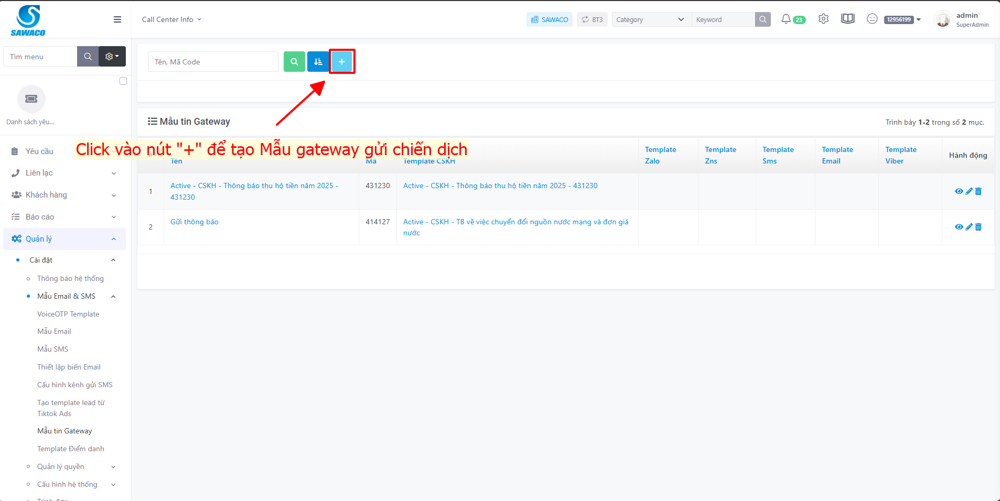 SAWACO
Call Center Info
SAWACO
BT3
Category
Keyword
23
12956199
admin
SuperAdmin
Tìm menu
Tên, Mã Code
+
Danh sách yêu...
Mẫu tin Gateway
Trình bày 1-2 trong số 2 mục.
Click vào nút "+" để tạo Mẫu gateway gửi chiến dịch
#
Tên
Mã
Template CSKH
Template
Zalo
Template
Zns
Template
Sms
Template
Email
Template
Viber
Hành động
1
Active - CSKH - Thông báo thu hộ tiền năm 2025 -
431230
431230
Active - CSKH - Thông báo thu hộ tiền năm 2025 - 431230
2
Gửi thông báo
414127
Active - CSKH - TB về việc chuyển đổi nguồn nước mạng và đơn giá
nước
Yêu cầu
Liên lạc
Khách hàng
Báo cáo
Quản lý
Cài đặt
Thông báo hệ thống
Mẫu Email & SMS
VoiceOTP Template
Mẫu Email
Mẫu SMS
Thiết lập biến Email
Cấu hình kênh gửi SMS
Tạo template lead từ
Tiktok Ads
Mẫu tin Gateway
Template Điểm danh
Quản lý quyền
Cấu hình hệ thống
Trình đơn